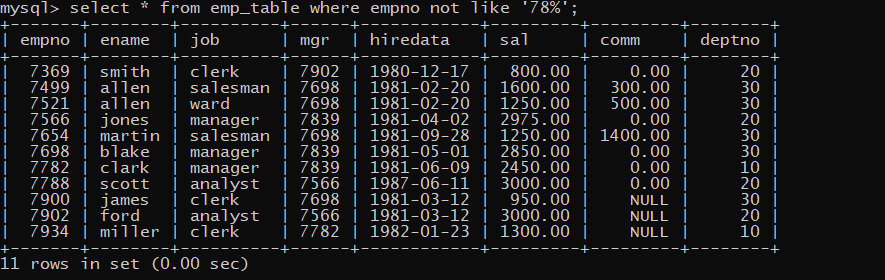 mysql> select * from emp_table where empno not like '78%';
+-------+--------+----------+------+------------+---------+---------+--------+
| empno | ename  | job      | mgr  | hiredata   | sal     | comm    | deptno |
+-------+--------+----------+------+------------+---------+---------+--------+
|  7369 | smith  | clerk    | 7902 | 1980-12-17 |  800.00 |    0.00 |     20 |
|  7499 | allen  | salesman | 7698 | 1981-02-20 | 1600.00 |  300.00 |     30 |
|  7521 | allen  | ward     | 7698 | 1981-02-20 | 1250.00 |  500.00 |     30 |
|  7566 | jones  | manager  | 7839 | 1981-04-02 | 2975.00 |    0.00 |     20 |
|  7654 | martin | salesman | 7698 | 1981-09-28 | 1250.00 | 1400.00 |     30 |
|  7698 | blake  | manager  | 7839 | 1981-05-01 | 2850.00 |    0.00 |     30 |
|  7782 | clark  | manager  | 7839 | 1981-06-09 | 2450.00 |    0.00 |     10 |
|  7788 | scott  | analyst  | 7566 | 1987-06-11 | 3000.00 |    0.00 |     20 |
|  7900 | james  | clerk    | 7698 | 1981-03-12 |  950.00 |    NULL |     30 |
|  7902 | ford   | analyst  | 7566 | 1981-03-12 | 3000.00 |    NULL |     20 |
|  7934 | miller | clerk    | 7782 | 1982-01-23 | 1300.00 |    NULL |     10 |
+-------+--------+----------+------+------------+---------+---------+--------+
11 rows in set (0.00 sec)